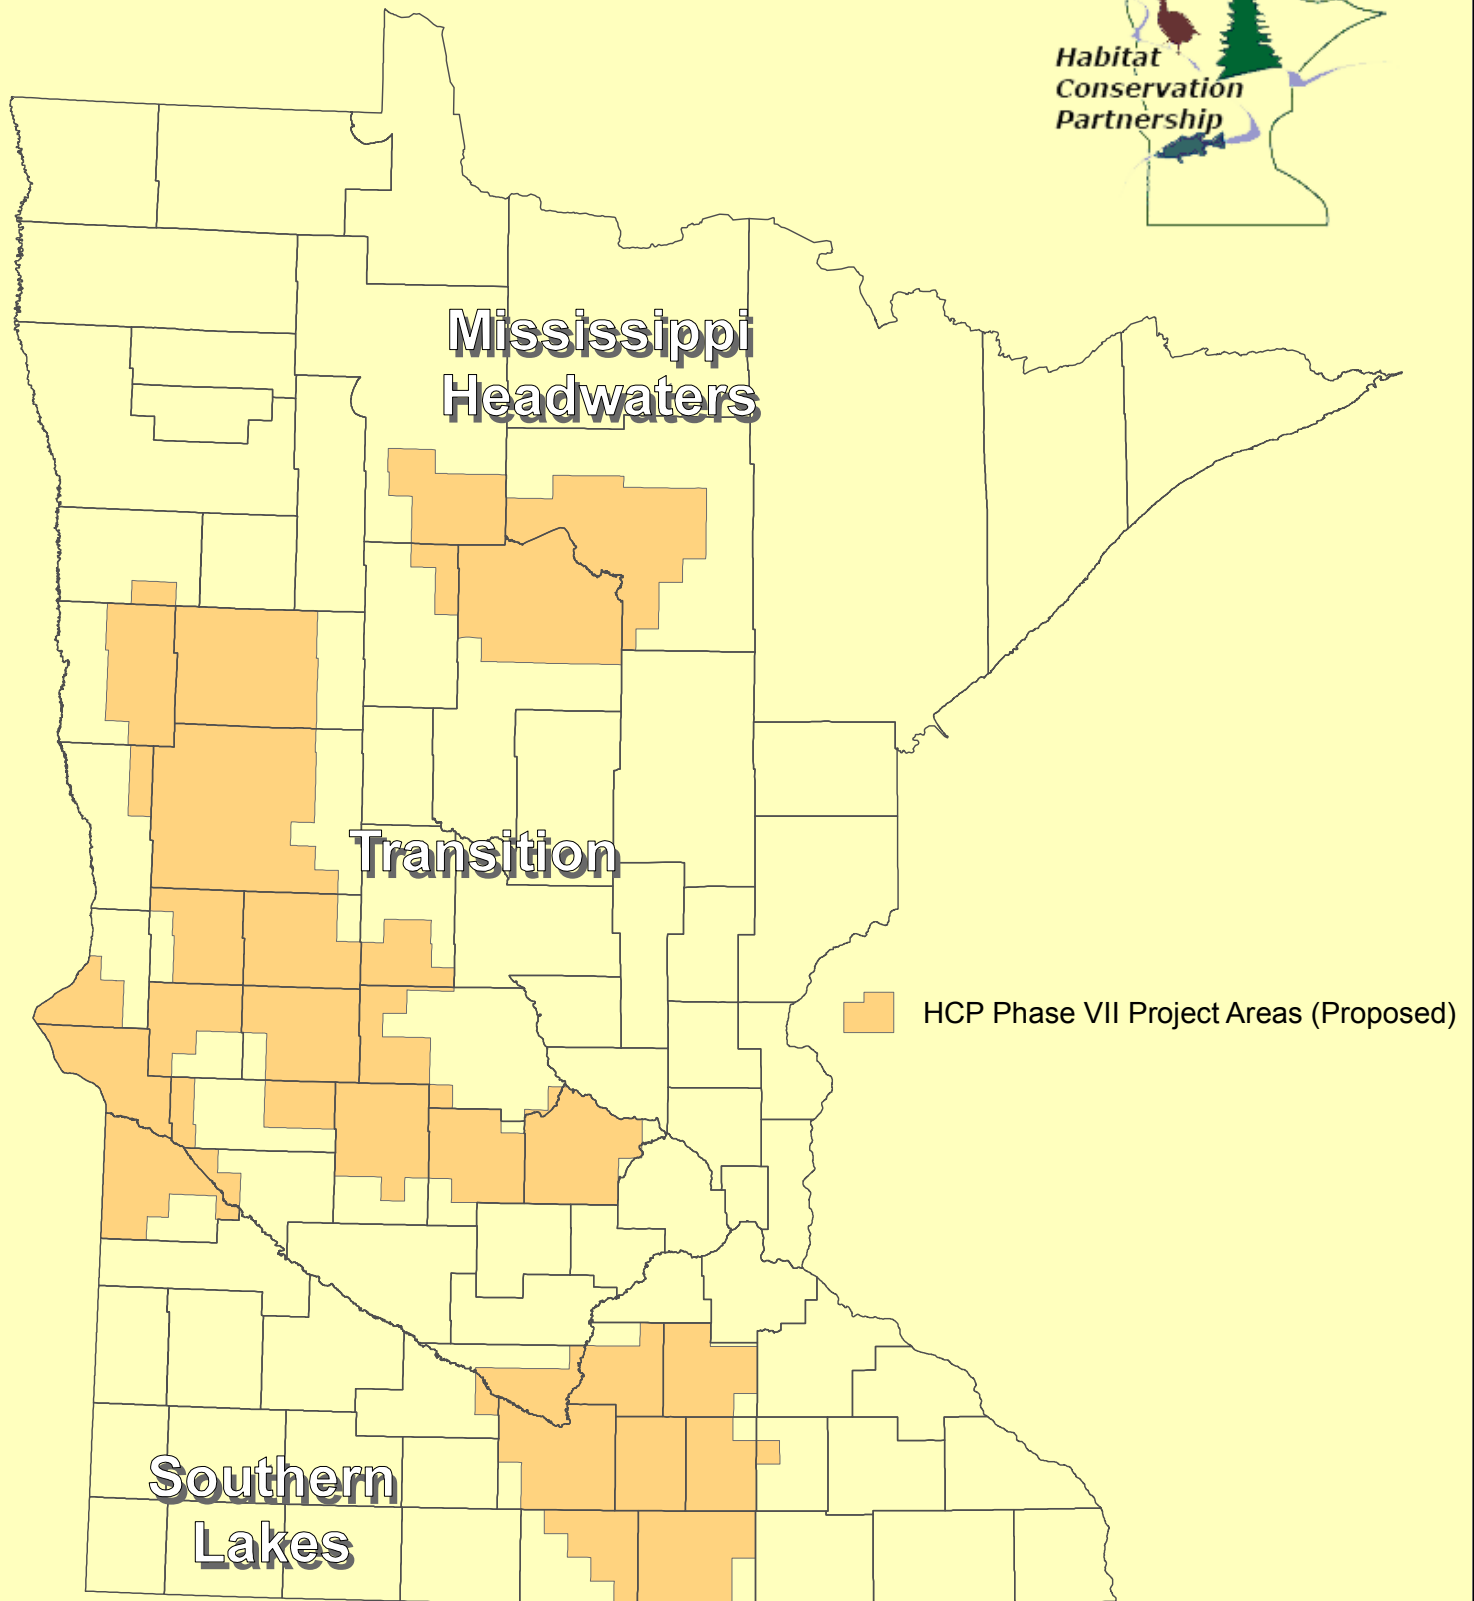 Habitat
Conservation
Partnership
Mississippi
Headwaters
Transition
HCP Phase VII Project Areas (Proposed)
Southern
Lakes